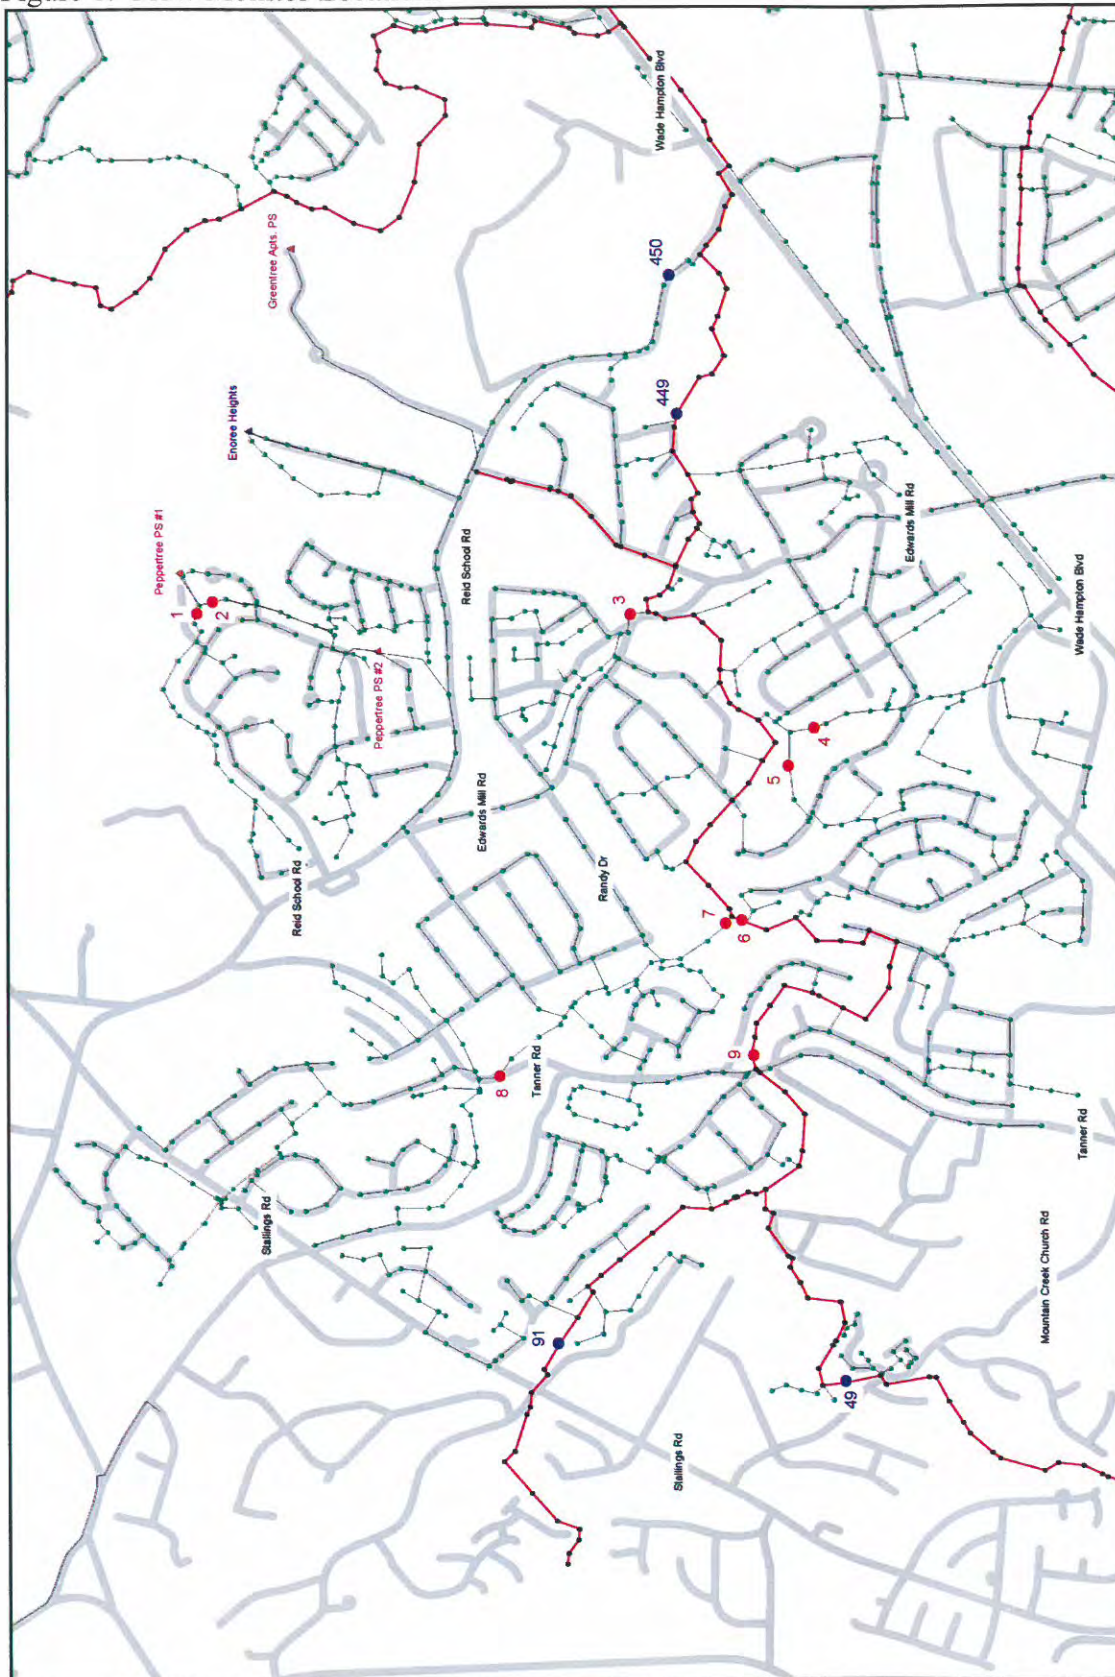 Wade Hampton Blvd
Greentree Apts. PS
450
Enoree Heights
449
Peppertree PS #1
Reid School Rd
Edwards Mill Rd
1
2
3
Peppertree PS #2
Wade Hampton Blvd
4
5
Edwards Mill Rd
Randy Dr
Reid School Rd
7
6
9
8
Tanner Rd
Tanner Rd
Stallings Rd
Mountain Creek Church Rd
91
49
Stallings Rd